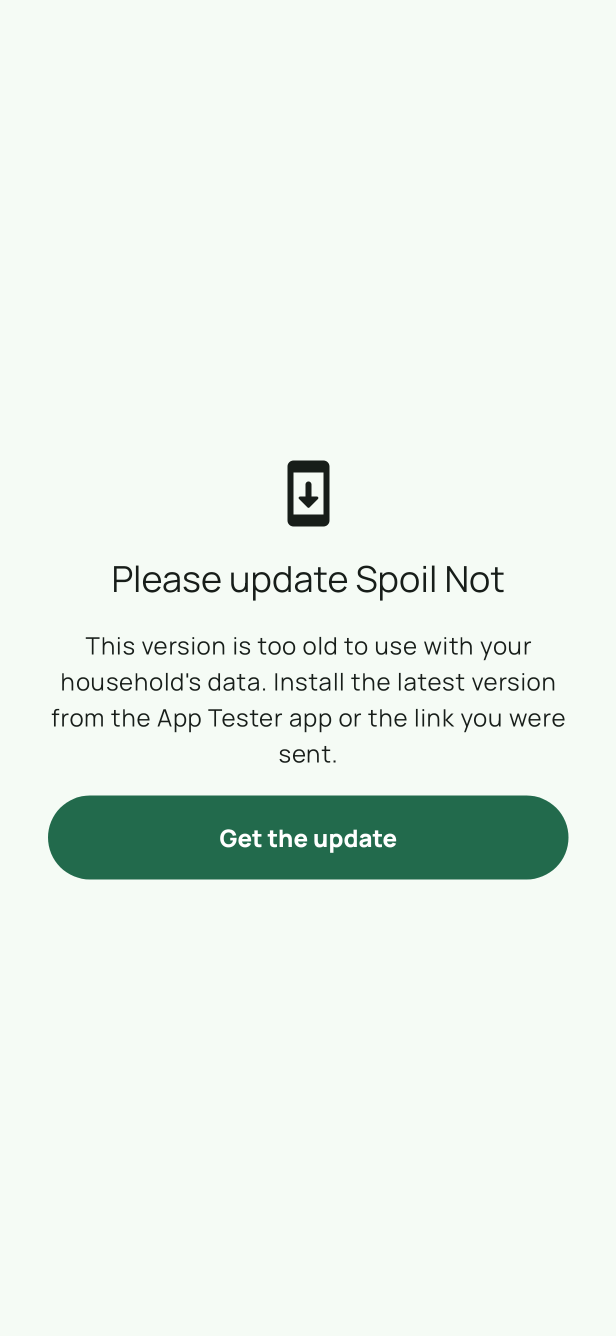 Please update Spoil Not
This version is too old to use with your
household's data. Install the latest version
from the App Tester app or the link you were
sent.
Get the update